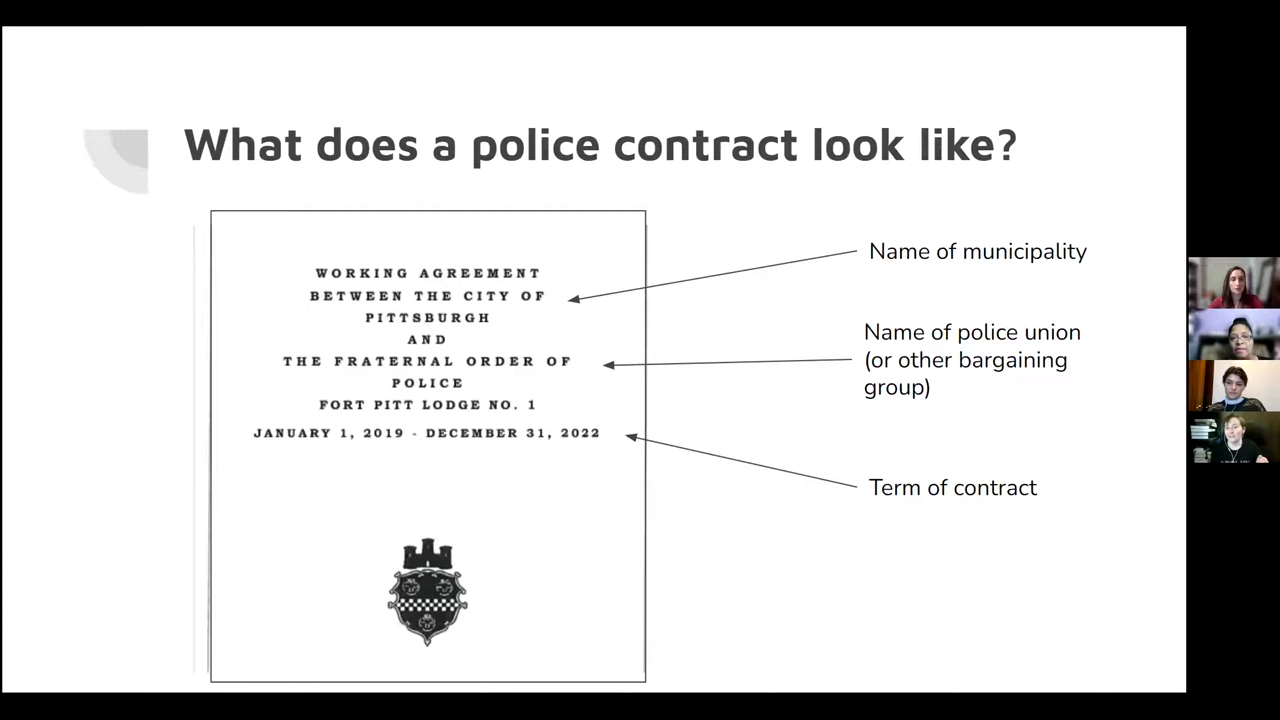 What does a police contract look like?
WORKING AGREEMENT
BETWEEN THE CITY OF
PITTSBURGH
AND
THE FRATERNAL ORDER OF
POLICE
FORT PITT LODGE NO. 1
JANUARY 1, 2019 - DECEMBER 31, 2022
Name of municipality
Name of police union
(or other bargaining
group)
Term of contract